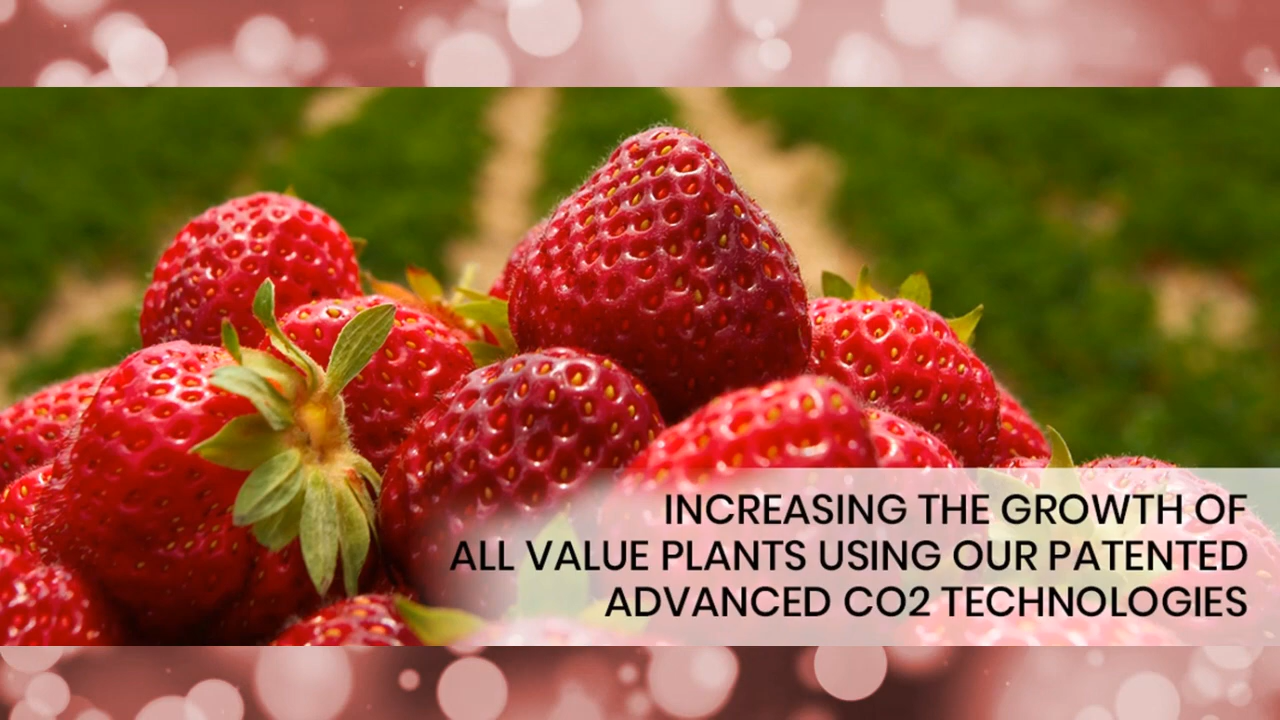 INCREASING THE GROWTH OF
ALL VALUE PLANTS USING OUR PATENTED
ADVANCED CO2 TECHNOLOGIES